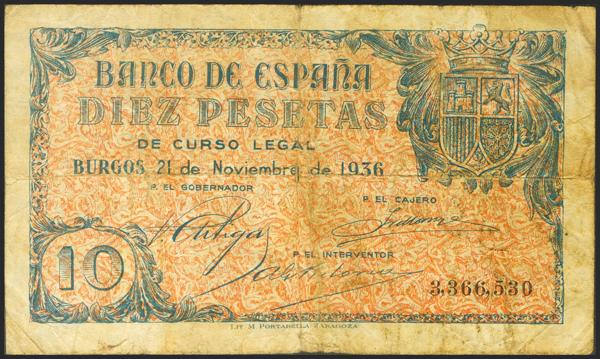 BANCO DE ESPAÑA
DIEZ PESETAS
DE CURSO LEGAL
BURGOS 21 de Noviembre de 1936
P. EL GOBERNADOR
P. EL CAJERO
P. EL INTERVENTOR
10
3,366,530
LIT M PORTABELLA ZARAGOZA